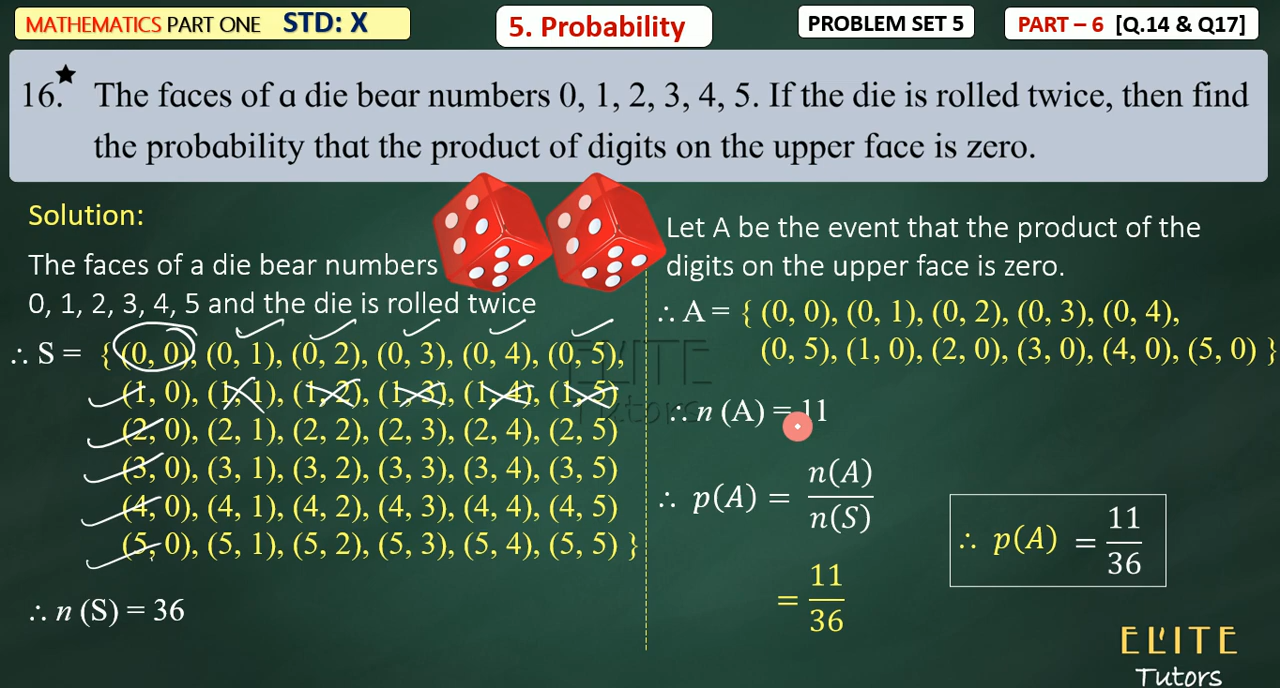 MATHEMATICS PART ONE STD: X
5. Probability
PROBLEM SET 5
PART – 6 [Q.14 & Q17]
16.★ The faces of a die bear numbers 0, 1, 2, 3, 4, 5. If the die is rolled twice, then find
the probability that the product of digits on the upper face is zero.
Solution:
The faces of a die bear numbers
0, 1, 2, 3, 4, 5 and the die is rolled twice
∴ S = { (0, 0), (0, 1), (0, 2), (0, 3), (0, 4), (0, 5),
(1, 0), (1, 1), (1, 2), (1, 3), (1, 4), (1, 5)
(2, 0), (2, 1), (2, 2), (2, 3), (2, 4), (2, 5)
(3, 0), (3, 1), (3, 2), (3, 3), (3, 4), (3, 5)
(4, 0), (4, 1), (4, 2), (4, 3), (4, 4), (4, 5)
(5, 0), (5, 1), (5, 2), (5, 3), (5, 4), (5, 5) }
∴ n (S) = 36
Let A be the event that the product of the
digits on the upper face is zero.
∴ A = { (0, 0), (0, 1), (0, 2), (0, 3), (0, 4),
(0, 5), (1, 0), (2, 0), (3, 0), (4, 0), (5, 0) }
∴ n (A) = 11
∴ p(A) = n(A)/n(S)
= 11/36
∴ p(A) = 11/36
ELITE
Tutors
ELITE
Tutors